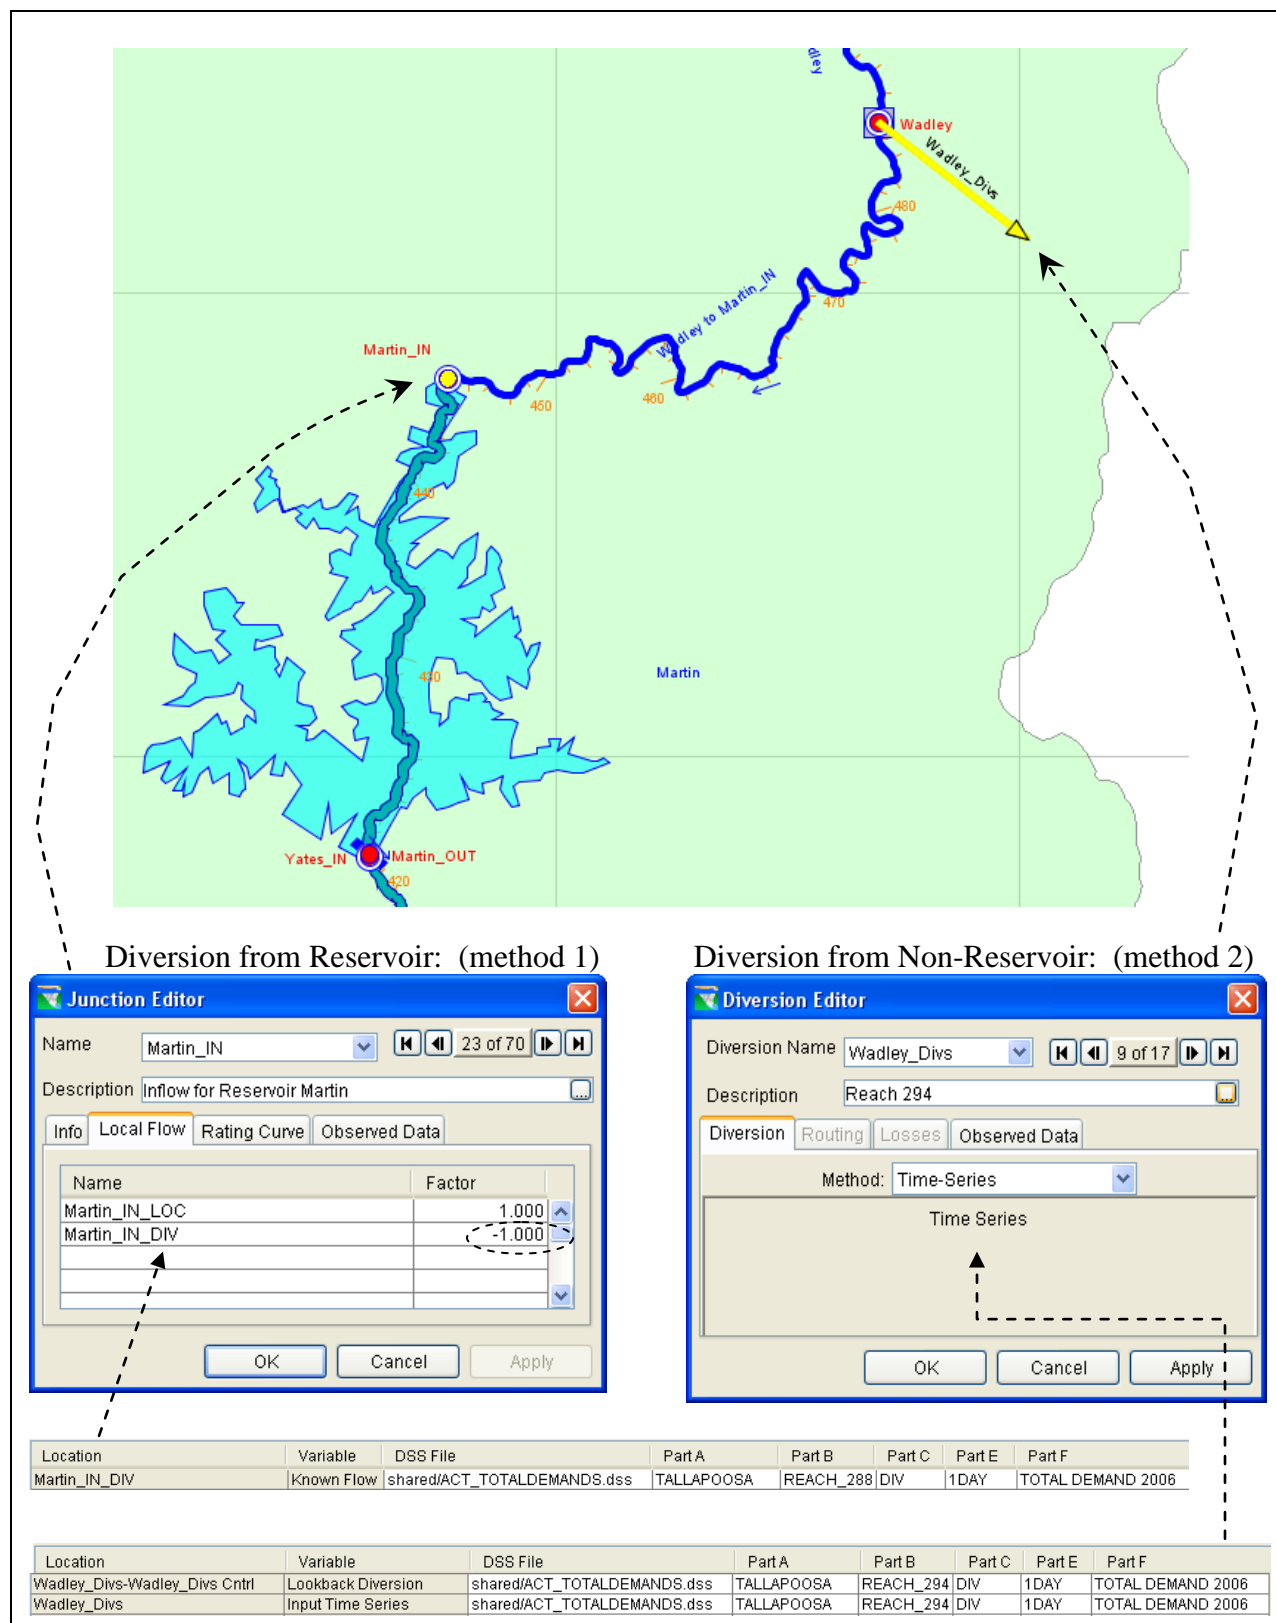 dley
Wadley
Wadley_Divs
480
470
Wadley to Martin_IN
Martin_IN
460
450
440
430
Martin
Yates_IN
Martin_OUT
420
Diversion from Reservoir: (method 1)
Diversion from Non-Reservoir: (method 2)
Junction Editor
Name Martin_IN 23 of 70
Description Inflow for Reservoir Martin ...
Info Local Flow Rating Curve Observed Data
Name Factor
Martin_IN_LOC 1.000
Martin_IN_DIV -1.000
OK Cancel Apply
Diversion Editor
Diversion Name Wadley_Divs 9 of 17
Description Reach 294 ...
Diversion Routing Losses Observed Data
Method: Time-Series
Time Series
OK Cancel Apply
Location Variable DSS File Part A Part B Part C Part E Part F
Martin_IN_DIV Known Flow shared/ACT_TOTALDEMANDS.dss TALLAPOOSA REACH_288 DIV 1DAY TOTAL DEMAND 2006
Location Variable DSS File Part A Part B Part C Part E Part F
Wadley_Divs-Wadley_Divs Cntrl Lookback Diversion shared/ACT_TOTALDEMANDS.dss TALLAPOOSA REACH_294 DIV 1DAY TOTAL DEMAND 2006
Wadley_Divs Input Time Series shared/ACT_TOTALDEMANDS.dss TALLAPOOSA REACH_294 DIV 1DAY TOTAL DEMAND 2006